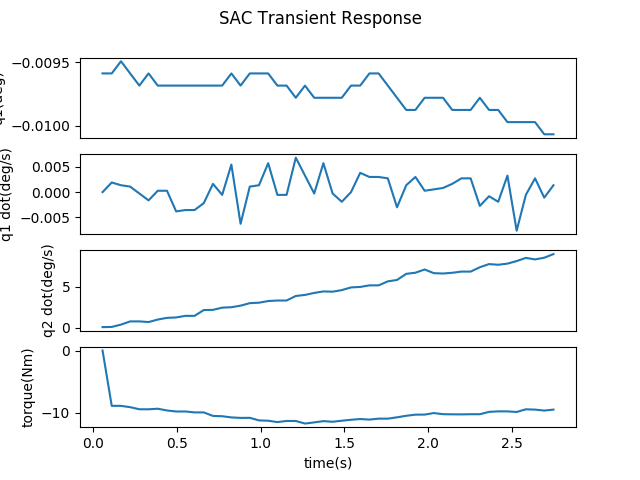 SAC Transient Response
−0.0095
−0.0100
q1(deg)
0.005
0.000
−0.005
q1 dot(deg/s)
5
0
q2 dot(deg/s)
0
−10
torque(Nm)
0.0 0.5 1.0 1.5 2.0 2.5
time(s)